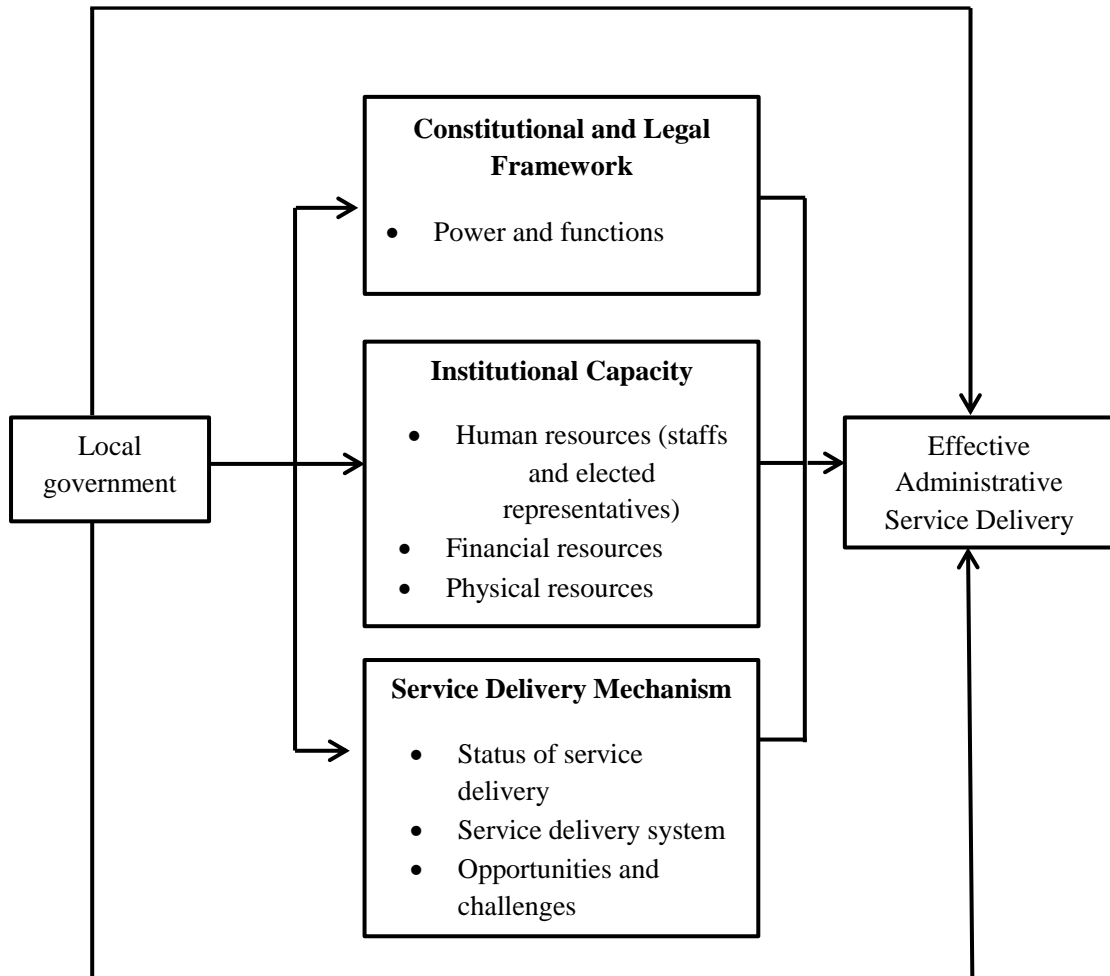 Constitutional and Legal
Framework
• Power and functions
Institutional Capacity
• Human resources (staffs
and elected
representatives)
• Financial resources
• Physical resources
Local
government
Effective
Administrative
Service Delivery
Service Delivery Mechanism
• Status of service
delivery
• Service delivery system
• Opportunities and
challenges